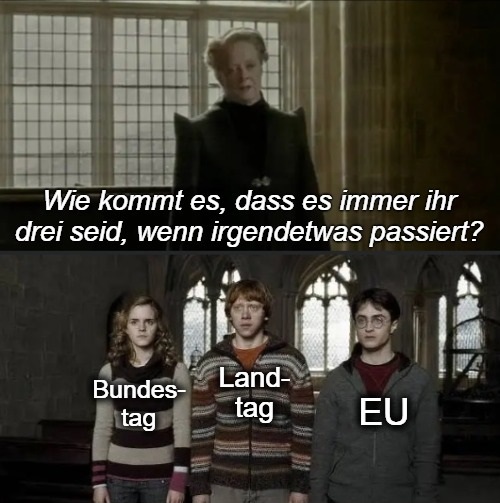 Wie kommt es, dass es immer ihr
drei seid, wenn irgendetwas passiert?
Bundes-
tag
Land-
tag
EU